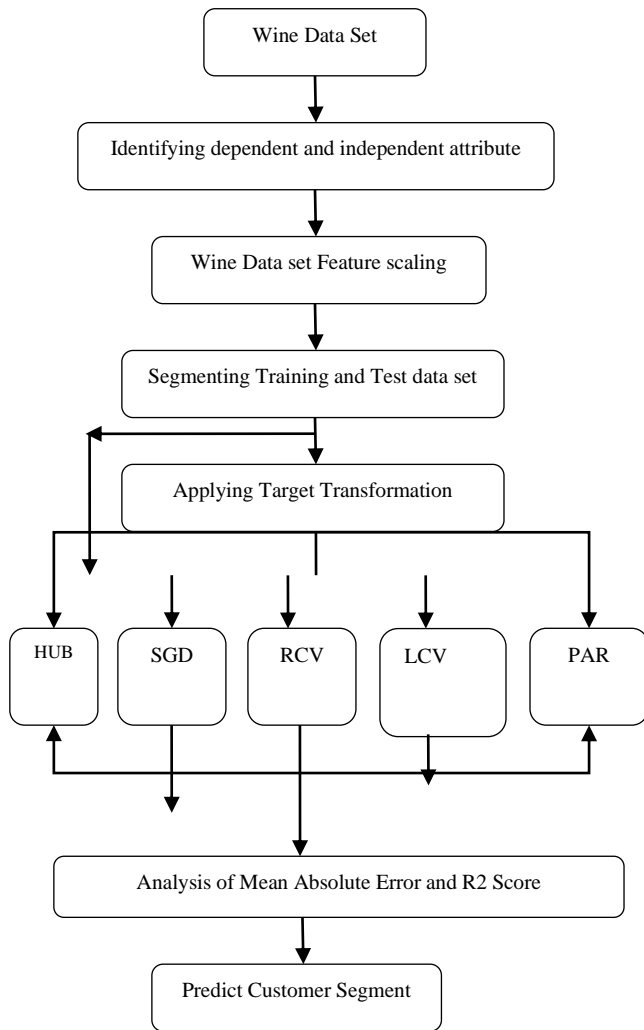 Wine Data Set
Identifying dependent and independent attribute
Wine Data set Feature scaling
Segmenting Training and Test data set
Applying Target Transformation
HUB
SGD
RCV
LCV
PAR
Analysis of Mean Absolute Error and R2 Score
Predict Customer Segment